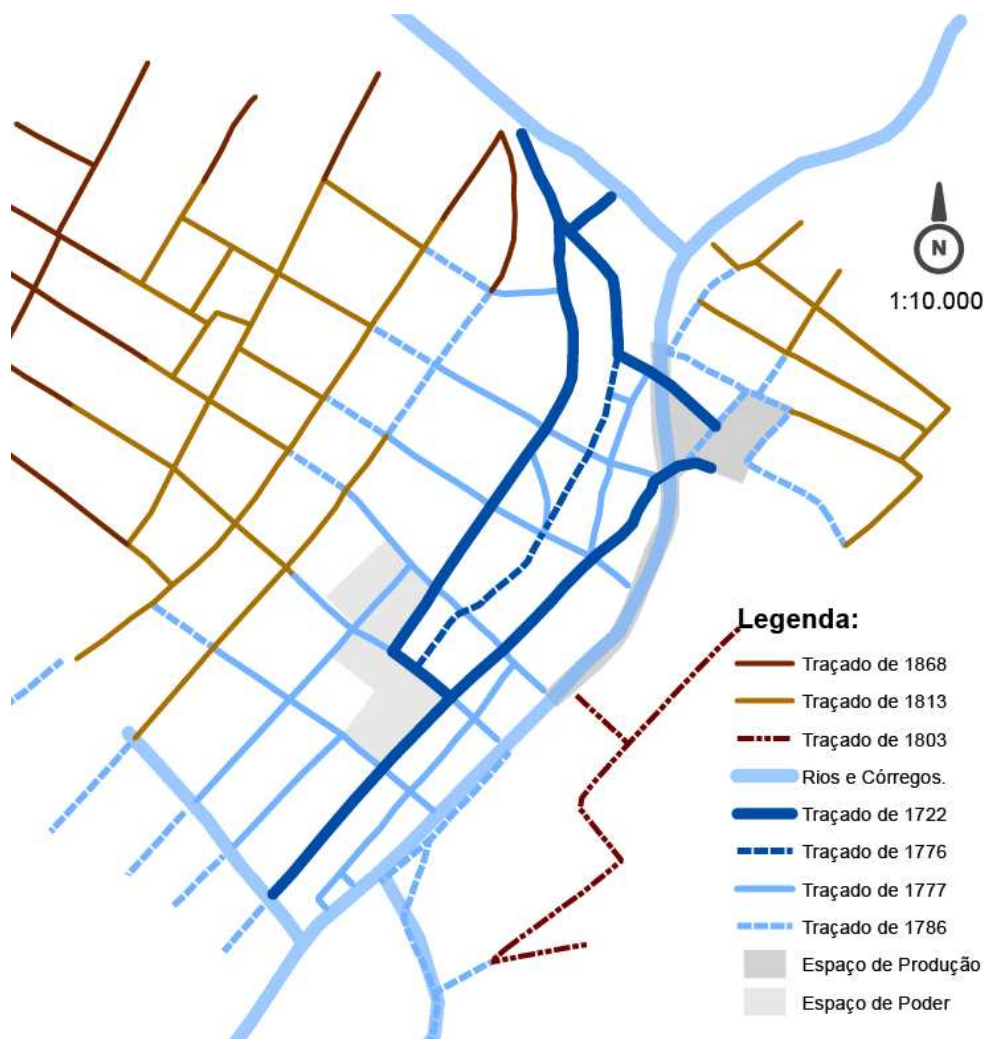 N
1:10.000
Legenda:
Traçado de 1868
Traçado de 1813
Traçado de 1803
Rios e Córregos.
Traçado de 1722
Traçado de 1776
Traçado de 1777
Traçado de 1786
Espaço de Produção
Espaço de Poder